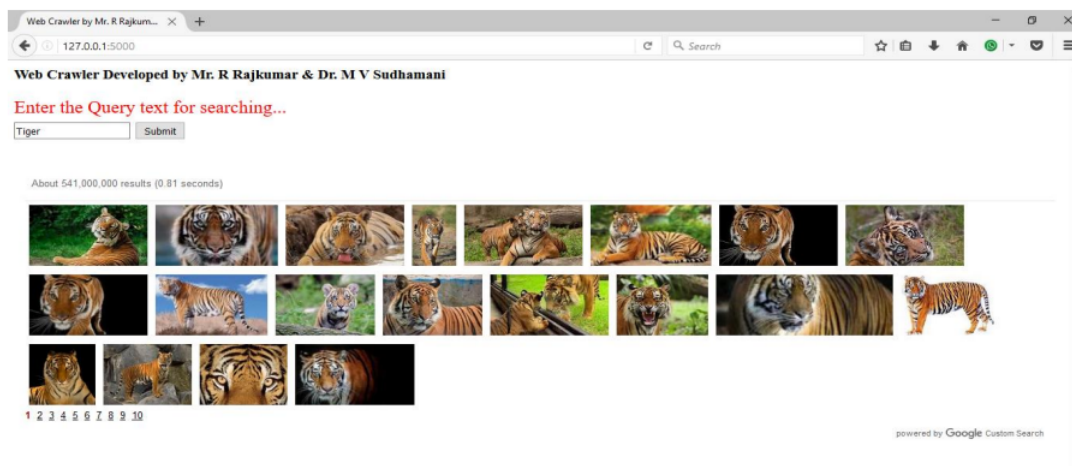 Web Crawler by Mr. R Rajkum...
127.0.0.1:5000
Search
Web Crawler Developed by Mr. R Rajkumar & Dr. M V Sudhamani
Enter the Query text for searching...
Tiger Submit
About 541,000,000 results (0.81 seconds)
1 2 3 4 5 6 7 8 9 10
powered by Google Custom Search